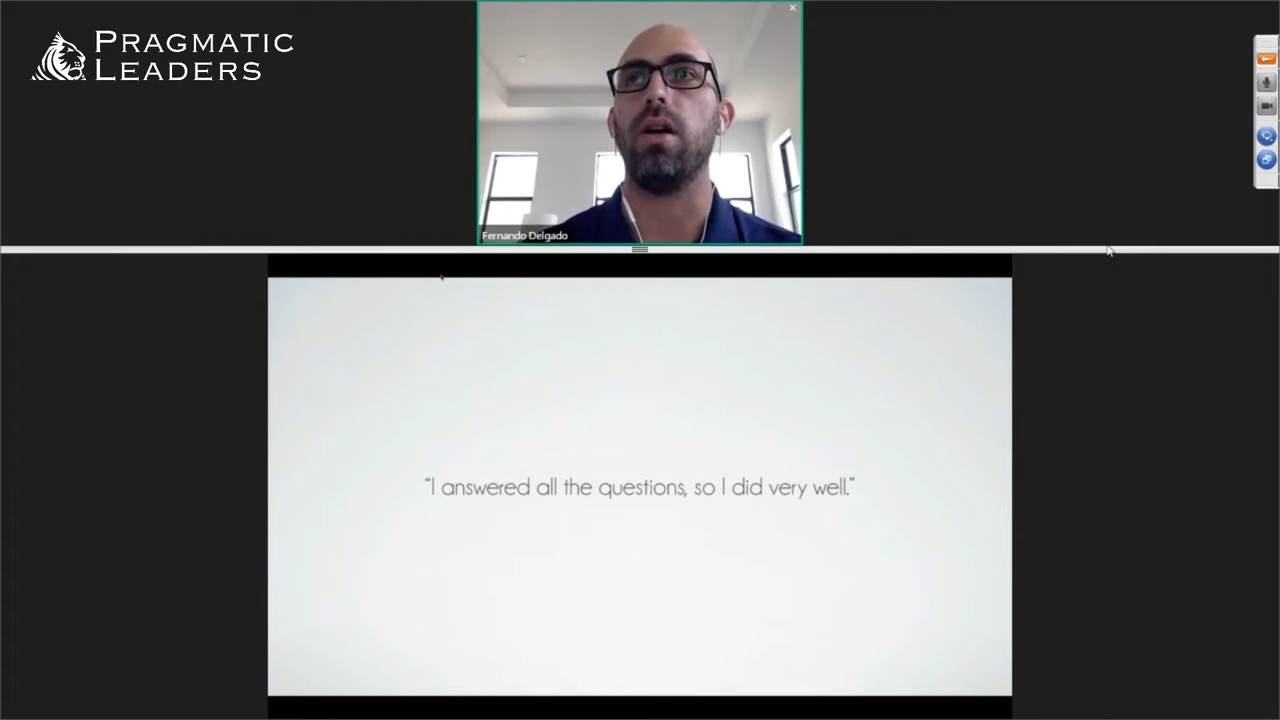 PRAGMATIC
LEADERS
Fernando Delgado
“I answered all the questions, so I did very well.”